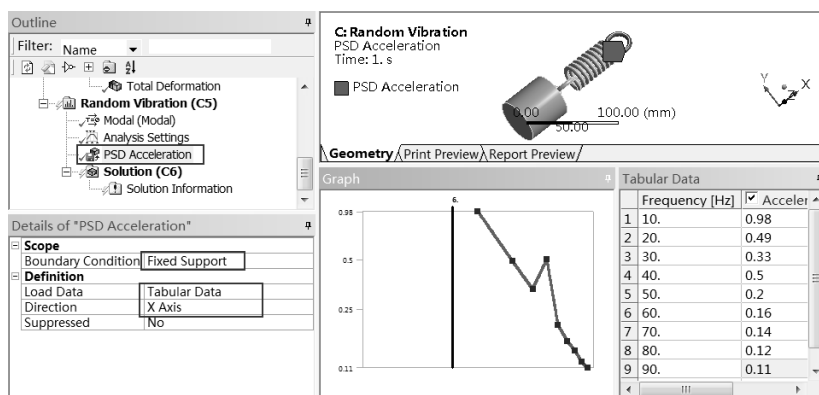 Outline
Filter: Name
Total Deformation
Random Vibration (C5)
Modal (Modal)
Analysis Settings
PSD Acceleration
Solution (C6)
Solution Information
Details of "PSD Acceleration"
Scope
Boundary Condition Fixed Support
Definition
Load Data Tabular Data
Direction X Axis
Suppressed No
C: Random Vibration
PSD Acceleration
Time: 1. s
PSD Acceleration
0.00 100.00 (mm)
50.00
Y X Z
Geometry Print Preview Report Preview
Graph
6.
0.98
0.5
0.25
0.11
Tabular Data
Frequency [Hz] Acceler
1 10. 0.98
2 20. 0.49
3 30. 0.33
4 40. 0.5
5 50. 0.2
6 60. 0.16
7 70. 0.14
8 80. 0.12
9 90. 0.11